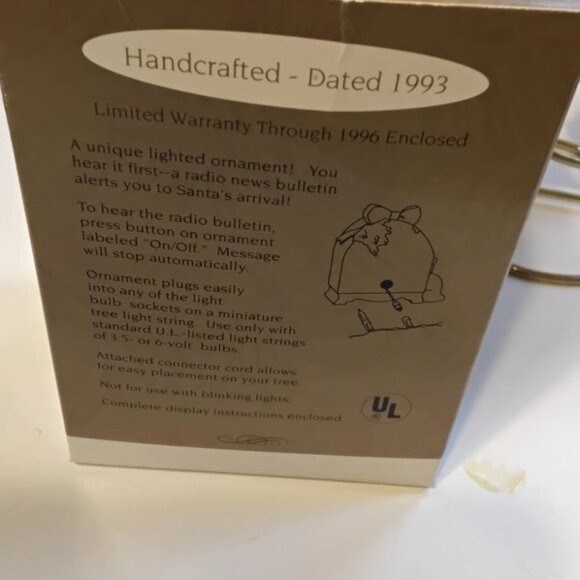 Handcrafted - Dated 1993
Limited Warranty Through 1996 Enclosed
A unique lighted ornament! You
hear it first--a radio news bulletin
alerts you to Santa's arrival!
To hear the radio bulletin,
press button on ornament
labeled "On/Off." Message
will stop automatically.
Ornament plugs easily
into any of the light
bulb sockets on a miniature
tree light string. Use only with
standard U.L.-listed light strings
of 3.5- or 6-volt bulbs.
Attached connector cord allows
for easy placement on your tree.
Not for use with blinking lights.
Complete display instructions enclosed.
UL
®